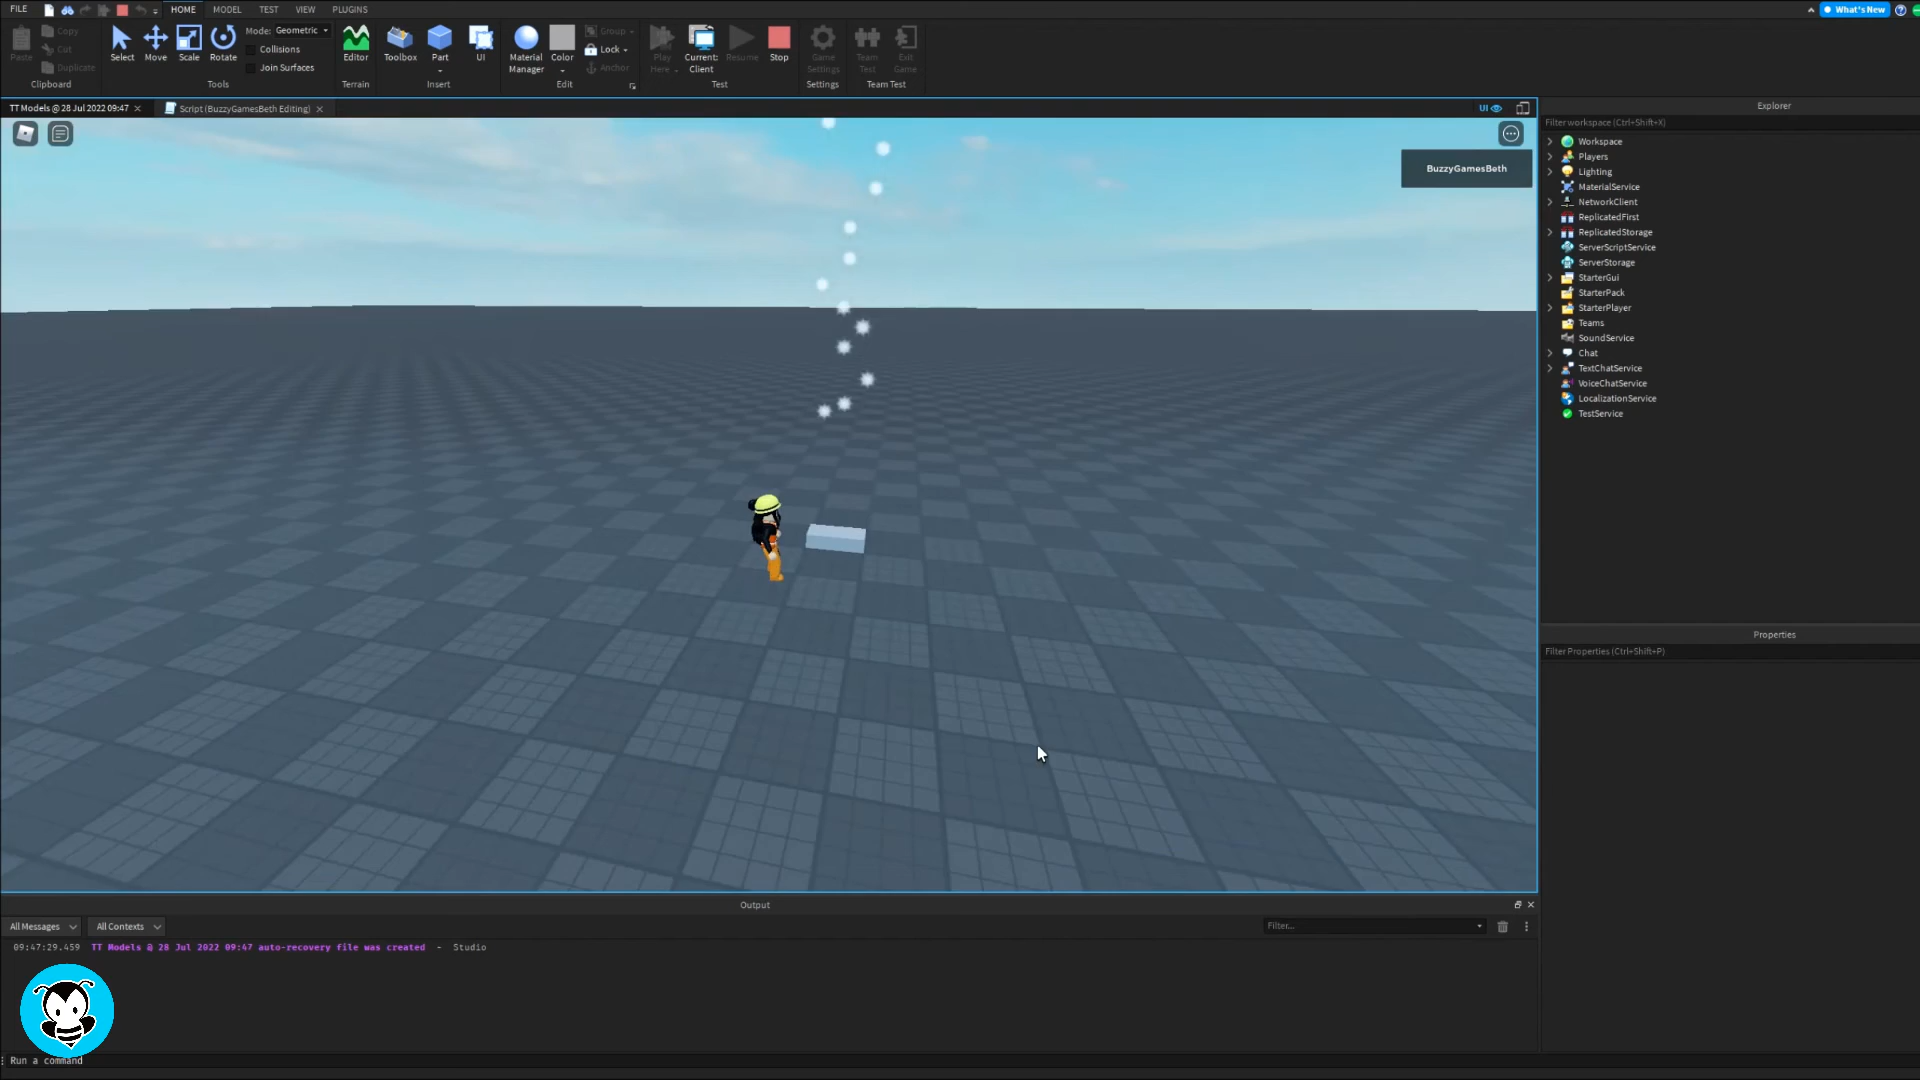 FILE HOME MODEL TEST VIEW PLUGINS What's New
Paste Copy Cut Duplicate Clipboard
Select Move Scale Rotate Mode: Geometric Collisions Join Surfaces Tools
Editor Terrain
Toolbox Part UI Insert
Material Manager Color Group Lock Anchor Edit
Play Here Current: Client Resume Stop Test
Game Settings Settings
Team Test Exit Game Team Test
TT Models @ 28 Jul 2022 09:47 Script (BuzzyGamesBeth Editing) UI
BuzzyGamesBeth
Explorer
Filter workspace (Ctrl+Shift+X)
Workspace
Players
Lighting
MaterialService
NetworkClient
ReplicatedFirst
ReplicatedStorage
ServerScriptService
ServerStorage
StarterGui
StarterPack
StarterPlayer
Teams
SoundService
Chat
TextChatService
VoiceChatService
LocalizationService
TestService
Properties
Filter Properties (Ctrl+Shift+P)
Output
All Messages All Contexts Filter...
09:47:29.459 TT Models @ 28 Jul 2022 09:47 auto-recovery file was created - Studio
Run a command